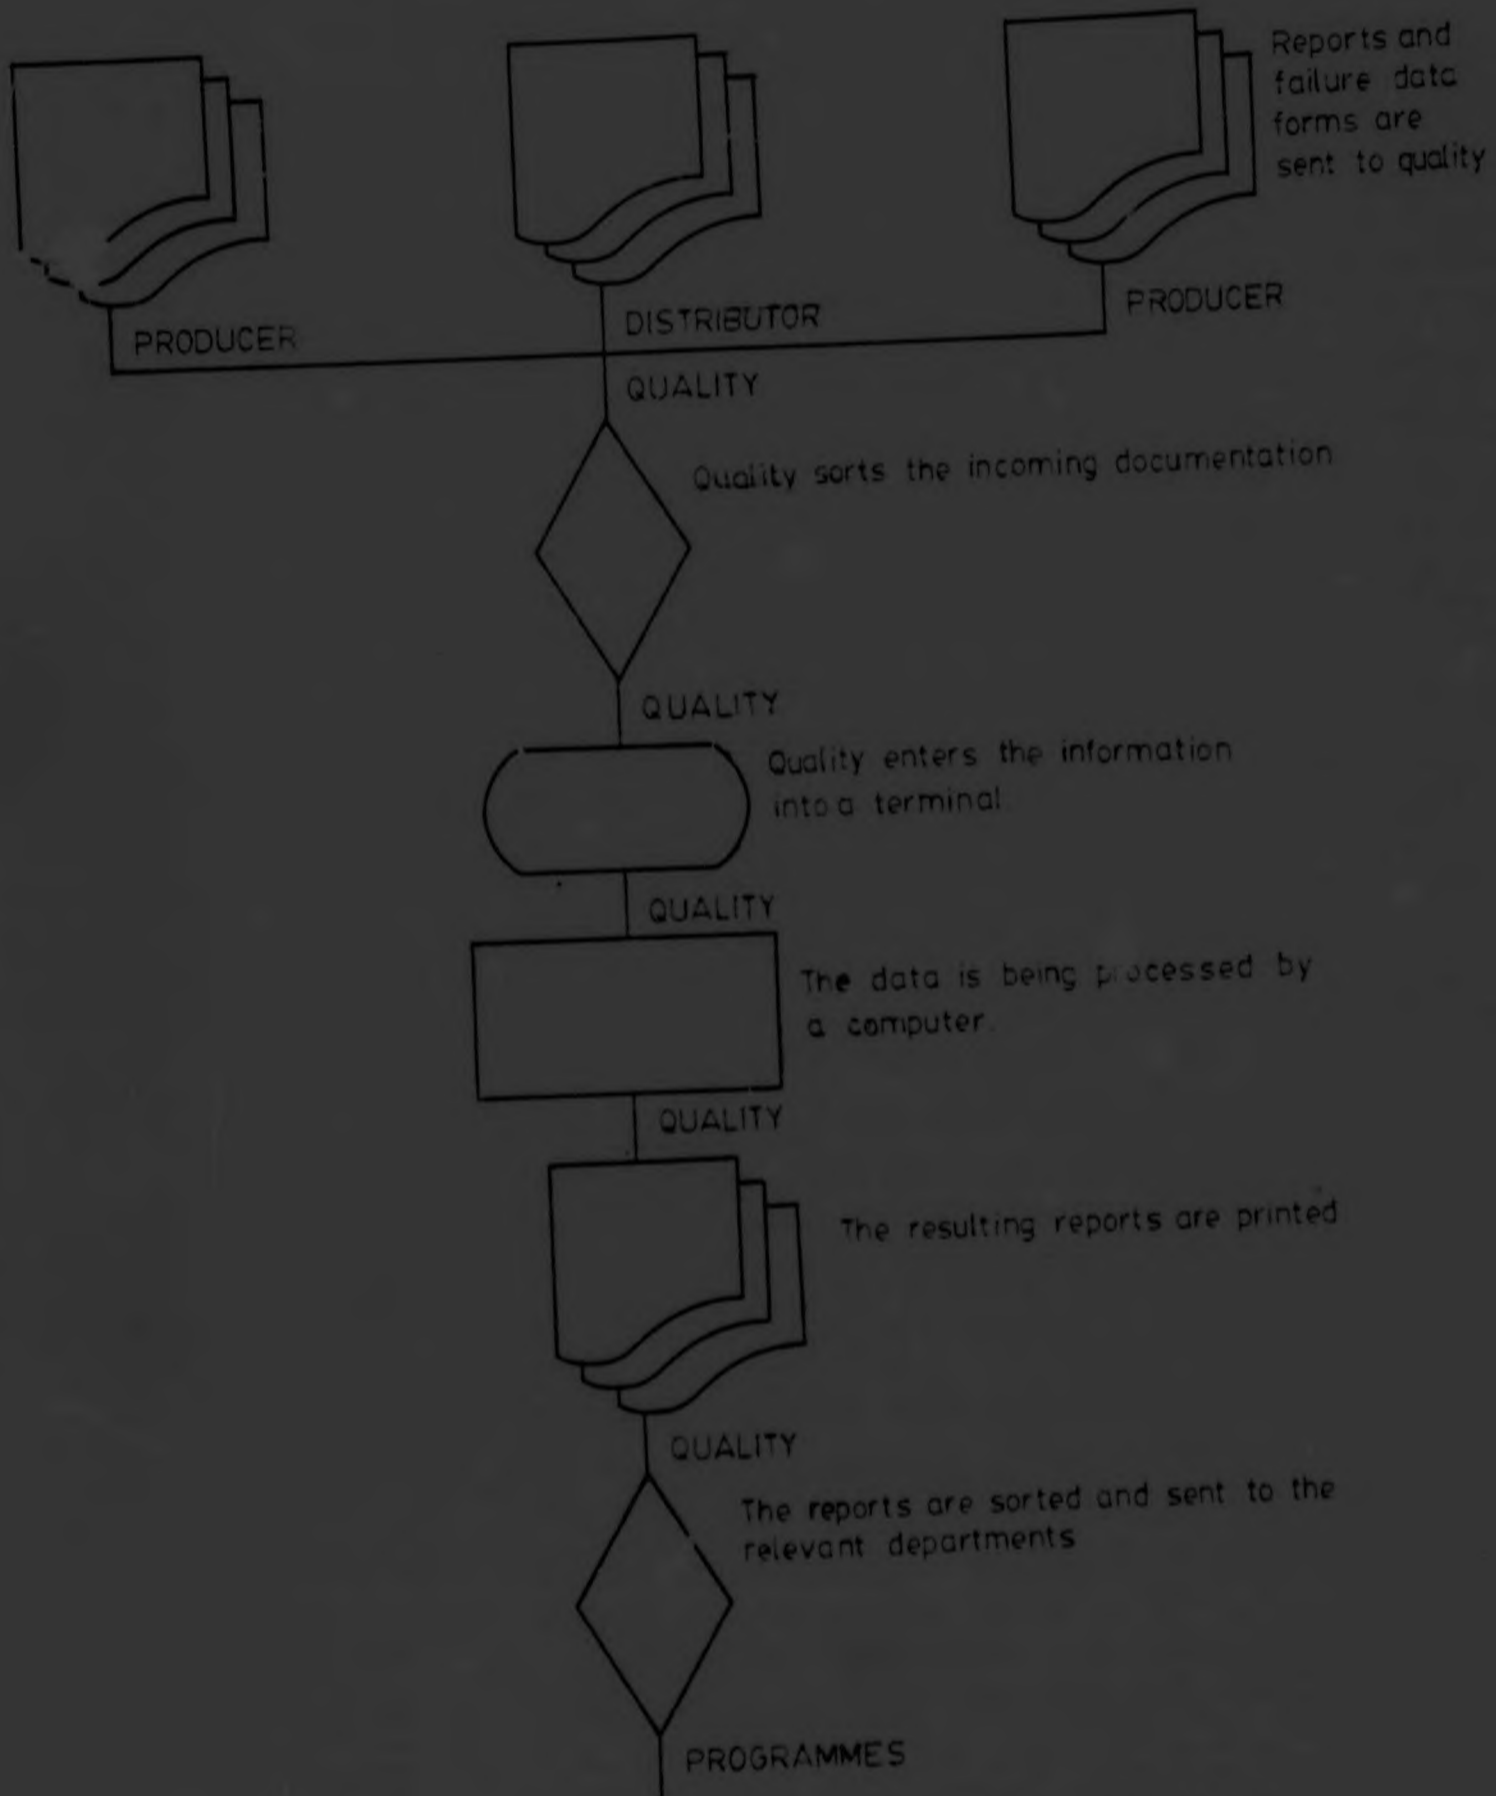 Reports and
failure data
forms are
sent to quality
PRODUCER
DISTRIBUTOR
PRODUCER
QUALITY
Quality sorts the incoming documentation
QUALITY
Quality enters the information
into a terminal.
QUALITY
The data is being processed by
a computer.
QUALITY
The resulting reports are printed
QUALITY
The reports are sorted and sent to the
relevant departments
PROGRAMMES